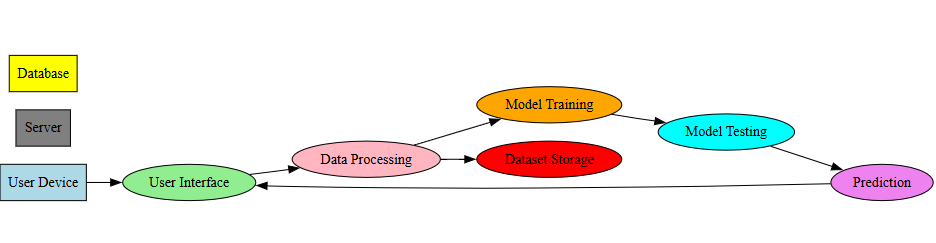 Database
Server
User Device
User Interface
Data Processing
Model Training
Dataset Storage
Model Testing
Prediction